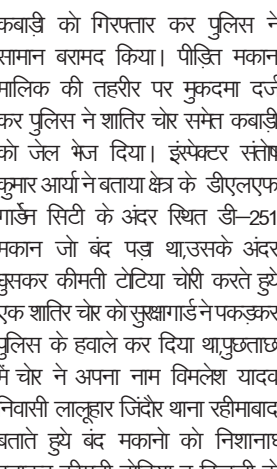 कबाड़ी को गिरफ्तार कर पुलिस ने
सामान बरामद किया। पीड़ित मकान
मालिक की तहरीर पर मुकदमा दर्ज
कर पुलिस ने शातिर चोर समेत कबाड़ी
को जेल भेज दिया। इंस्पेक्टर संतोष
कुमार आर्या ने बताया क्षेत्र के डीएलएफ
गार्डेन सिटी के अंदर स्थित डी–251
मकान जो बंद पड़ा था,उसके अंदर
घुसकर कीमती टोटिया चोरी करते हुये
एक शातिर चोर को सुरक्षागार्ड ने पकड़कर
पुलिस के हवाले कर दिया था,पुछताछ
में चोर ने अपना नाम विमलेश यादव
निवासी लालूहार जिंदौर थाना रहीमाबाद
बताते हुये बंद मकानो को निशानाा